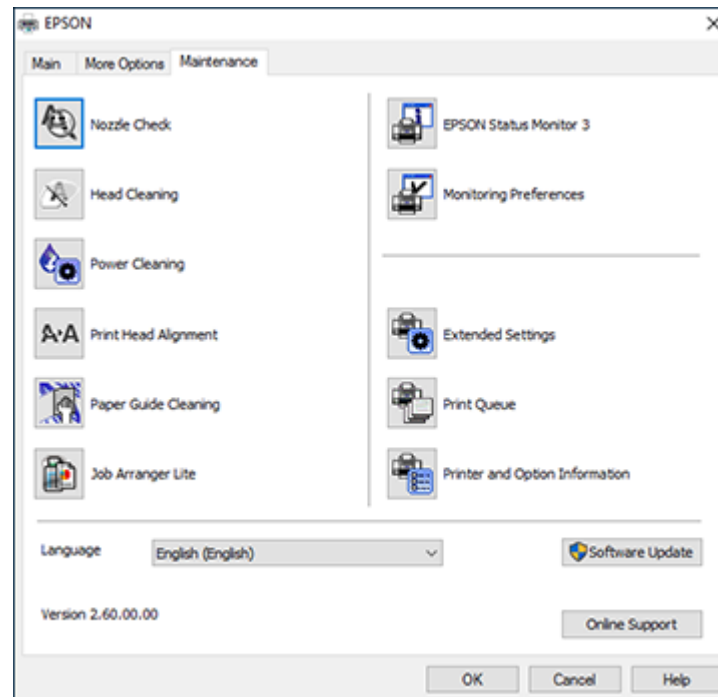 EPSON
Main
More Options
Maintenance
Nozzle Check
Head Cleaning
Power Cleaning
Print Head Alignment
Paper Guide Cleaning
Job Arranger Lite
EPSON Status Monitor 3
Monitoring Preferences
Extended Settings
Print Queue
Printer and Option Information
Language
English (English)
Software Update
Version 2.60.00.00
Online Support
OK
Cancel
Help